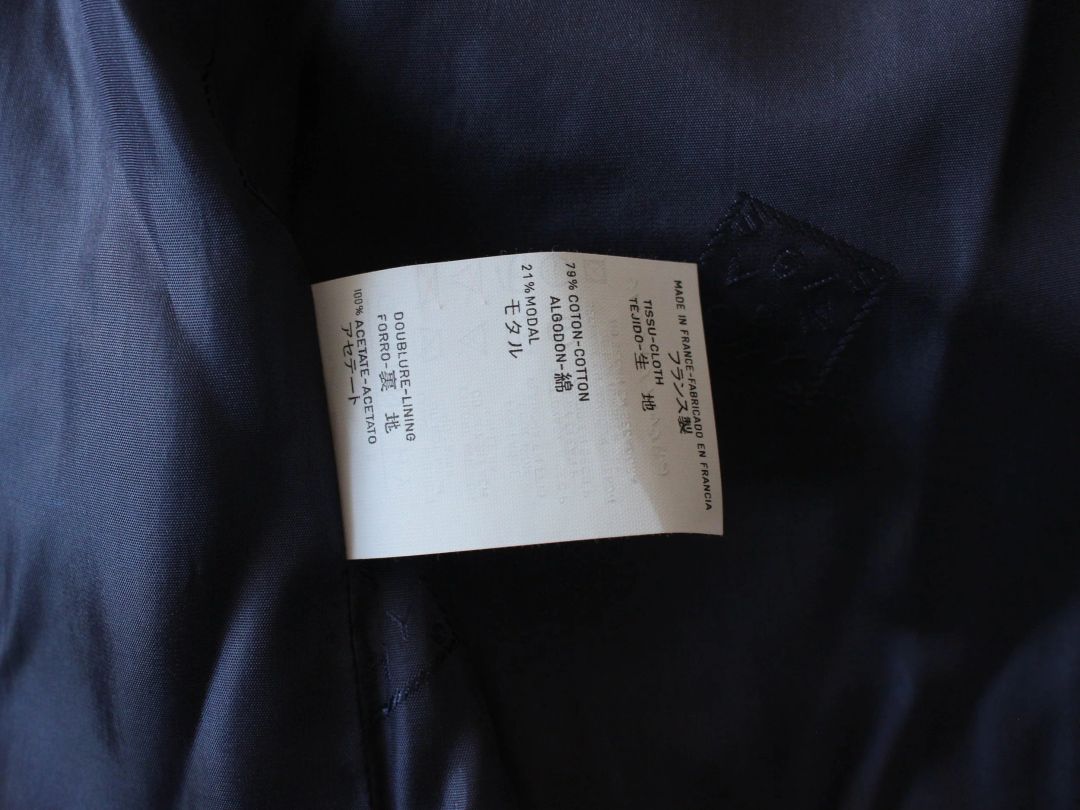 MADE IN FRANCE-FABRICADO EN FRANCIA
フランス製
TISSU-CLOTH
TEJIDO-生 地
79% COTON-COTTON
ALGODON-綿
21%MODAL
モタル
DOUBLURE-LINING
FORRO-裏 地
100% ACETATE-ACETATO
アセテート